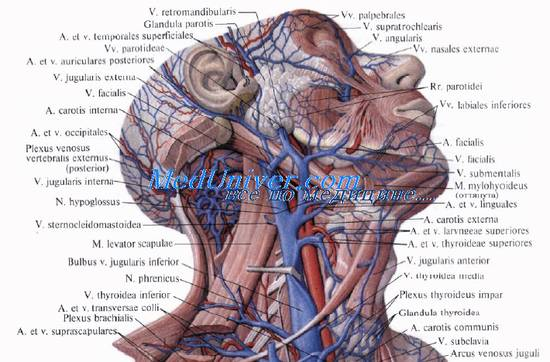 V. retromandibularis
Glandula parotis
A. et v. temporales superficiales
Vv. parotideae
A. et v. auriculares posteriores
V. jugularis externa
V. facialis
A. carotis interna
A. et v. occipitales
Plexus venosus
vertebralis externus
(posterior)
V. jugularis interna
N. hypoglossus
V. sternocleidomastoidea
M. levator scapulae
Bulbus v. jugularis inferior
N. phrenicus
V. thyroidea inferior
A. et v. transversae colli
Plexus brachialis
A. et v. suprascapulares
Vv. palpebrales
V. supratrochlearis
V. angularis
Vv. nasales externae
Rr. parotidei
Vv. labiales inferiores
A. facialis
V. facialis
V. submentalis
M. mylohyoideus
(оттянута)
A. et v. linguales
A. carotis externa
A. et v. laryngeae superiores
A. et v. thyroideae superiores
V. jugularis anterior
V. thyroidea media
Plexus thyroideus impar
Glandula thyroidea
A. carotis communis
V. subclavia
Arcus venosus juguli
MedUniver.com
все по медицине.....